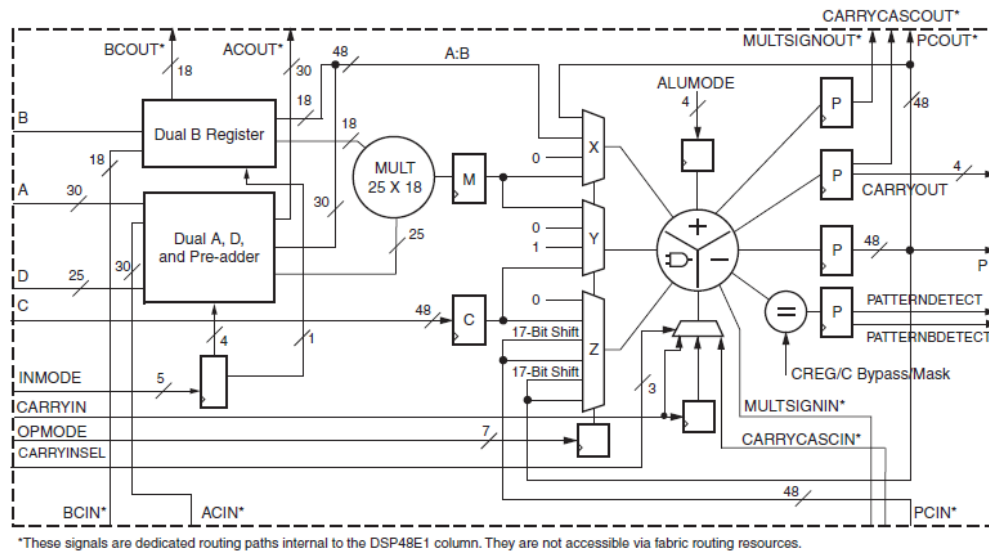 CARRYCASCOUT*
BCOUT* ACOUT* MULTSIGNOUT* PCOUT*
18 30 48 A:B
ALUMODE
4 48
18 P
B Dual B Register
18 X
18 0
MULT
25 X 18 M P 4
CARRYOUT
A 30 30
Dual A, D,
and Pre-adder
25 0
1 Y + − P 48 P
30
D 25
C 48 C 0
17-Bit Shift
17-Bit Shift
Z = P PATTERNDETECT
PATTERNBDETECT
4 1 3
CREG/C Bypass/Mask
INMODE 5
CARRYIN MULTSIGNIN*
OPMODE 7
CARRYINSEL CARRYCASCIN*
48
BCIN* ACIN* PCIN*
*These signals are dedicated routing paths internal to the DSP48E1 column. They are not accessible via fabric routing resources.